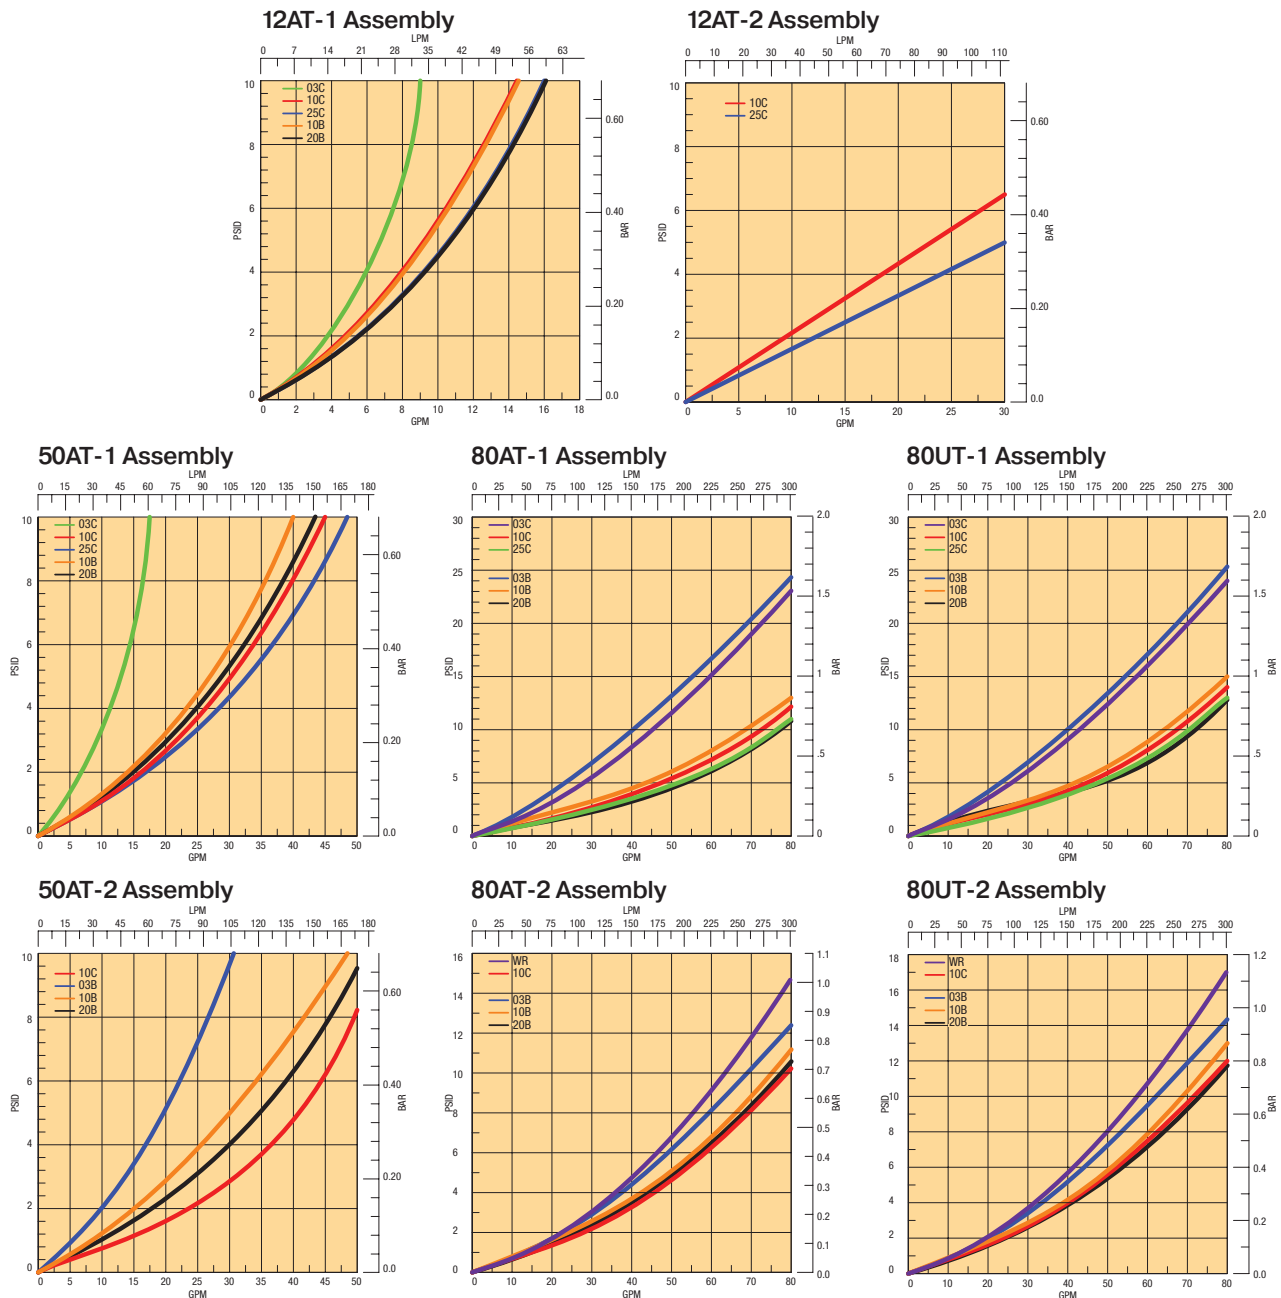 12AT-1 Assembly
LPM
0 7 14 21 28 35 42 49 56 63
10
8
6
4
2
0
PSID
03C
10C
25C
10B
20B
0.60
0.40
0.20
0.0
BAR
0 2 4 6 8 10 12 14 16 18
GPM
12AT-2 Assembly
LPM
0 10 20 30 40 50 60 70 80 90 100 110
10
8
6
4
2
0
PSID
10C
25C
0.60
0.40
0.20
0.0
BAR
0 5 10 15 20 25 30
GPM
50AT-1 Assembly
LPM
0 15 30 45 60 75 90 105 120 135 150 165 180
10
8
6
4
2
0
PSID
03C
10C
25C
10B
20B
0.60
0.40
0.20
0.0
BAR
0 5 10 15 20 25 30 35 40 45 50
GPM
80AT-1 Assembly
LPM
0 25 50 75 100 125 150 175 200 225 250 275 300
30
25
20
15
10
5
0
PSID
03C
10C
25C
03B
10B
20B
2.0
1.5
1
.5
0
BAR
0 10 20 30 40 50 60 70 80
GPM
80UT-1 Assembly
LPM
0 25 50 75 100 125 150 175 200 225 250 275 300
30
25
20
15
10
5
0
PSID
03C
10C
25C
03B
10B
20B
2.0
1.5
1
.5
0
BAR
0 10 20 30 40 50 60 70 80
GPM
50AT-2 Assembly
LPM
0 15 30 45 60 75 90 105 120 135 150 165 180
10
8
6
4
2
0
PSID
10C
03B
10B
20B
0.60
0.40
0.20
0.0
BAR
0 5 10 15 20 25 30 35 40 45 50
GPM
80AT-2 Assembly
LPM
0 25 50 75 100 125 150 175 200 225 250 275 300
16
14
12
10
8
6
4
2
0
PSID
WR
10C
03B
10B
20B
1.1
1.0
0.9
0.8
0.7
0.6
0.5
0.4
0.3
0.2
0.1
0.0
BAR
0 10 20 30 40 50 60 70 80
GPM
80UT-2 Assembly
LPM
0 25 50 75 100 125 150 175 200 225 250 275 300
18
16
14
12
10
8
6
4
2
0
PSID
WR
10C
03B
10B
20B
1.2
1.0
0.8
0.6
0.4
0.2
0.0
BAR
0 10 20 30 40 50 60 70 80
GPM